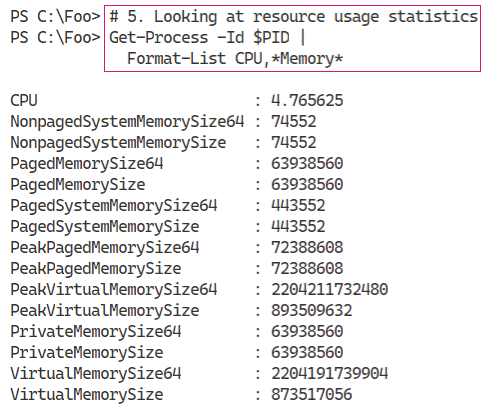 PS C:\Foo> # 5. Looking at resource usage statistics
PS C:\Foo> Get-Process -Id $PID |
  Format-List CPU,*Memory*

CPU                        : 4.765625
NonpagedSystemMemorySize64 : 74552
NonpagedSystemMemorySize   : 74552
PagedMemorySize64          : 63938560
PagedMemorySize            : 63938560
PagedSystemMemorySize64    : 443552
PagedSystemMemorySize      : 443552
PeakPagedMemorySize64      : 72388608
PeakPagedMemorySize        : 72388608
PeakVirtualMemorySize64    : 2204211732480
PeakVirtualMemorySize      : 893509632
PrivateMemorySize64        : 63938560
PrivateMemorySize          : 63938560
VirtualMemorySize64        : 2204191739904
VirtualMemorySize          : 873517056